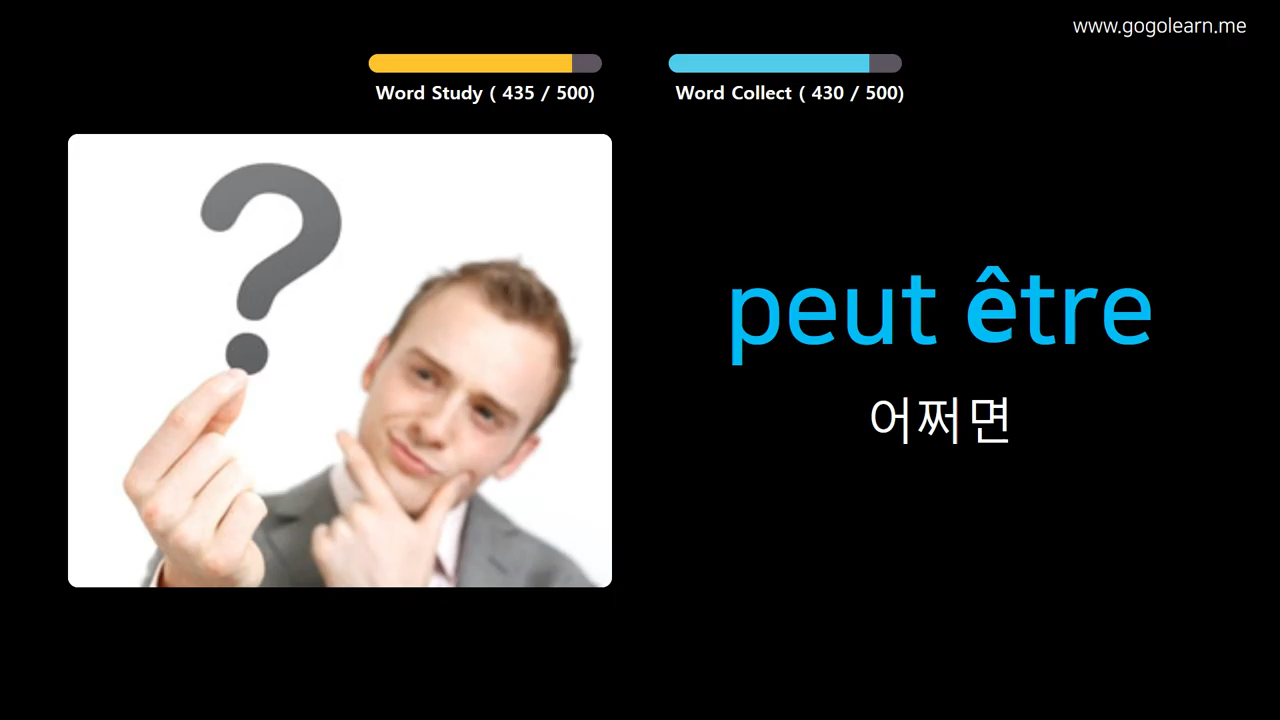 www.gogolearn.me
Word Study ( 435 / 500)
Word Collect ( 430 / 500)
?
peut être
어쩌면